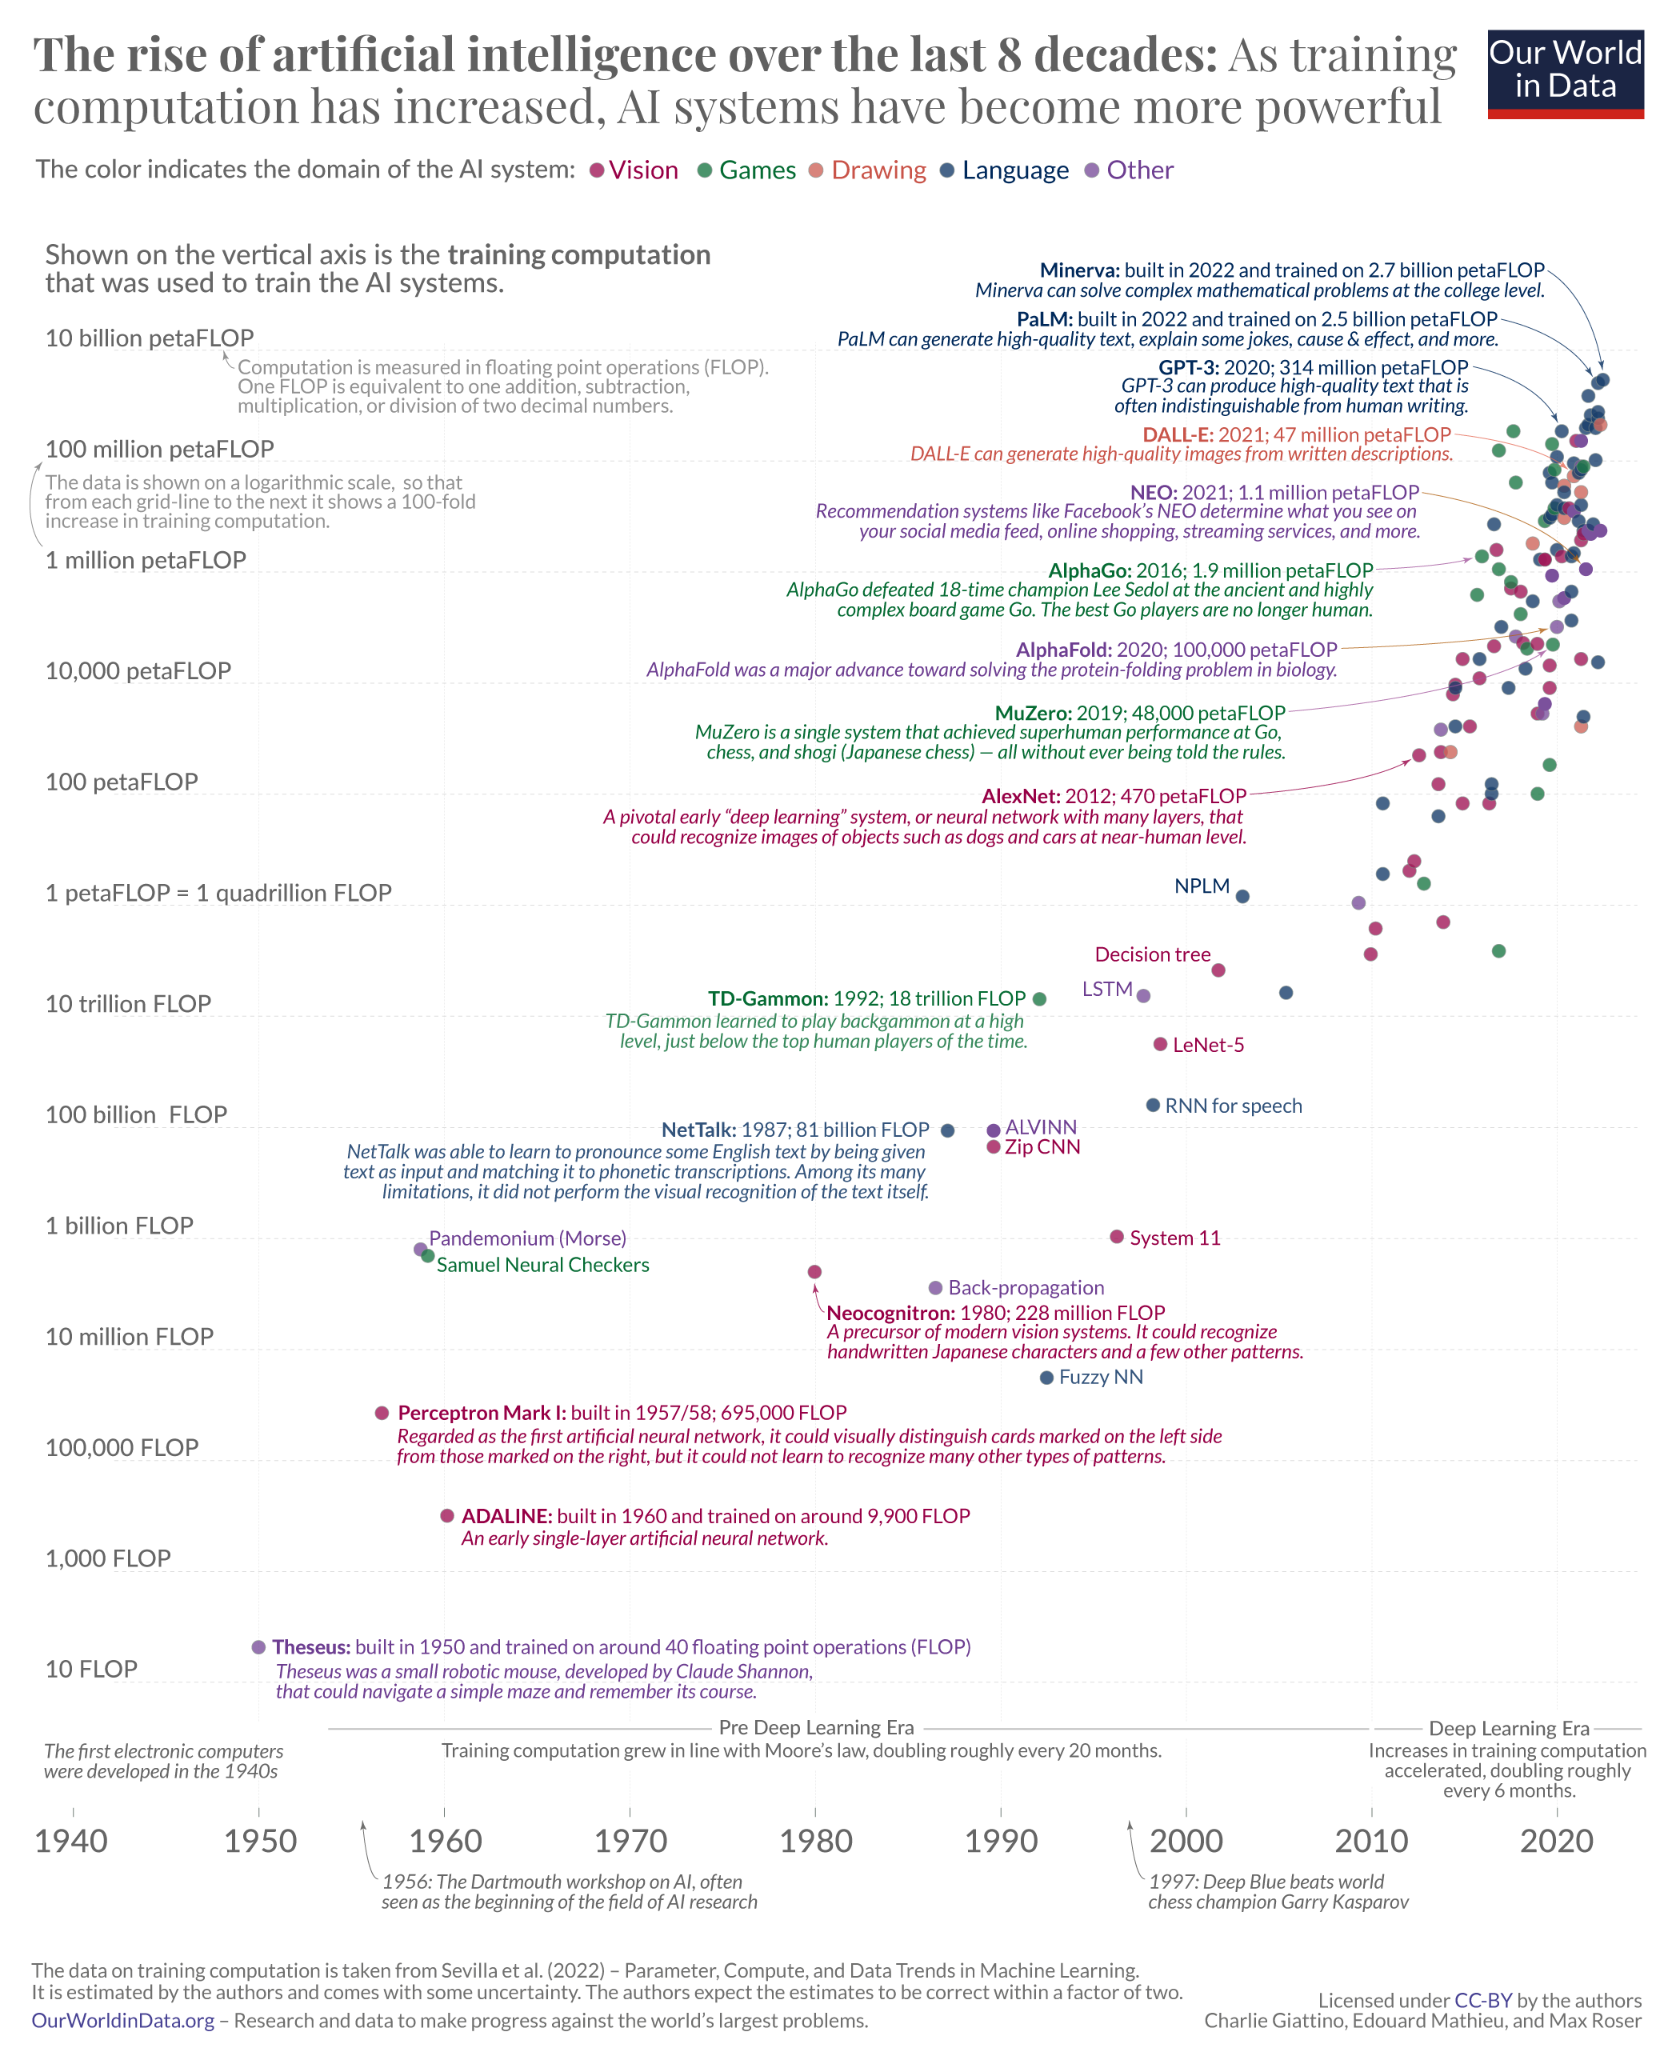 The rise of artificial intelligence over the last 8 decades: As training
computation has increased, AI systems have become more powerful
Our World
in Data
The color indicates the domain of the AI system: Vision Games Drawing Language Other
Shown on the vertical axis is the training computation
that was used to train the AI systems.
Minerva: built in 2022 and trained on 2.7 billion petaFLOP
Minerva can solve complex mathematical problems at the college level.
PaLM: built in 2022 and trained on 2.5 billion petaFLOP
PaLM can generate high-quality text, explain some jokes, cause & effect, and more.
10 billion petaFLOP
Computation is measured in floating point operations (FLOP).
One FLOP is equivalent to one addition, subtraction,
multiplication, or division of two decimal numbers.
GPT-3: 2020; 314 million petaFLOP
GPT-3 can produce high-quality text that is
often indistinguishable from human writing.
100 million petaFLOP
The data is shown on a logarithmic scale, so that
from each grid-line to the next it shows a 100-fold
increase in training computation.
DALL-E: 2021; 47 million petaFLOP
DALL-E can generate high-quality images from written descriptions.
NEO: 2021; 1.1 million petaFLOP
Recommendation systems like Facebook's NEO determine what you see on
your social media feed, online shopping, streaming services, and more.
1 million petaFLOP
AlphaGo: 2016; 1.9 million petaFLOP
AlphaGo defeated 18-time champion Lee Sedol at the ancient and highly
complex board game Go. The best Go players are no longer human.
AlphaFold: 2020; 100,000 petaFLOP
AlphaFold was a major advance toward solving the protein-folding problem in biology.
10,000 petaFLOP
MuZero: 2019; 48,000 petaFLOP
MuZero is a single system that achieved superhuman performance at Go,
chess, and shogi (Japanese chess) — all without ever being told the rules.
100 petaFLOP
AlexNet: 2012; 470 petaFLOP
A pivotal early “deep learning” system, or neural network with many layers, that
could recognize images of objects such as dogs and cars at near-human level.
1 petaFLOP = 1 quadrillion FLOP
NPLM
Decision tree
LSTM
TD-Gammon: 1992; 18 trillion FLOP
TD-Gammon learned to play backgammon at a high
level, just below the top human players of the time.
10 trillion FLOP
LeNet-5
RNN for speech
100 billion FLOP
NetTalk: 1987; 81 billion FLOP
NetTalk was able to learn to pronounce some English text by being given
text as input and matching it to phonetic transcriptions. Among its many
limitations, it did not perform the visual recognition of the text itself.
ALVINN
Zip CNN
1 billion FLOP
Pandemonium (Morse)
Samuel Neural Checkers
System 11
Back-propagation
Neocognitron: 1980; 228 million FLOP
A precursor of modern vision systems. It could recognize
handwritten Japanese characters and a few other patterns.
10 million FLOP
Fuzzy NN
Perceptron Mark I: built in 1957/58; 695,000 FLOP
Regarded as the first artificial neural network, it could visually distinguish cards marked on the left side
from those marked on the right, but it could not learn to recognize many other types of patterns.
100,000 FLOP
ADALINE: built in 1960 and trained on around 9,900 FLOP
An early single-layer artificial neural network.
1,000 FLOP
Theseus: built in 1950 and trained on around 40 floating point operations (FLOP)
Theseus was a small robotic mouse, developed by Claude Shannon,
that could navigate a simple maze and remember its course.
10 FLOP
The first electronic computers
were developed in the 1940s
Pre Deep Learning Era
Training computation grew in line with Moore's law, doubling roughly every 20 months.
Deep Learning Era
Increases in training computation
accelerated, doubling roughly
every 6 months.
1940 1950 1960 1970 1980 1990 2000 2010 2020
1956: The Dartmouth workshop on AI, often
seen as the beginning of the field of AI research
1997: Deep Blue beats world
chess champion Garry Kasparov
The data on training computation is taken from Sevilla et al. (2022) – Parameter, Compute, and Data Trends in Machine Learning.
It is estimated by the authors and comes with some uncertainty. The authors expect the estimates to be correct within a factor of two.
OurWorldinData.org – Research and data to make progress against the world's largest problems.
Licensed under CC-BY by the authors
Charlie Giattino, Edouard Mathieu, and Max Roser